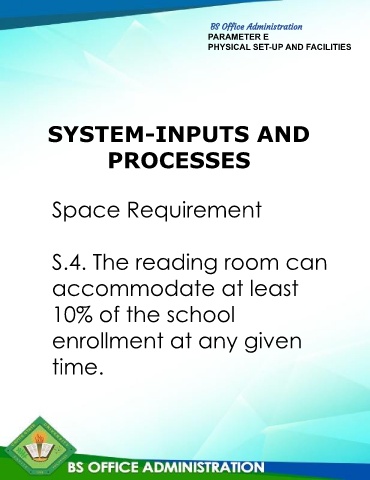 BS Office Administration
PARAMETER E
PHYSICAL SET-UP AND FACILITIES
SYSTEM-INPUTS AND
PROCESSES
Space Requirement
S.4. The reading room can
accommodate at least
10% of the school
enrollment at any given
time.
BS OFFICE ADMINISTRATION